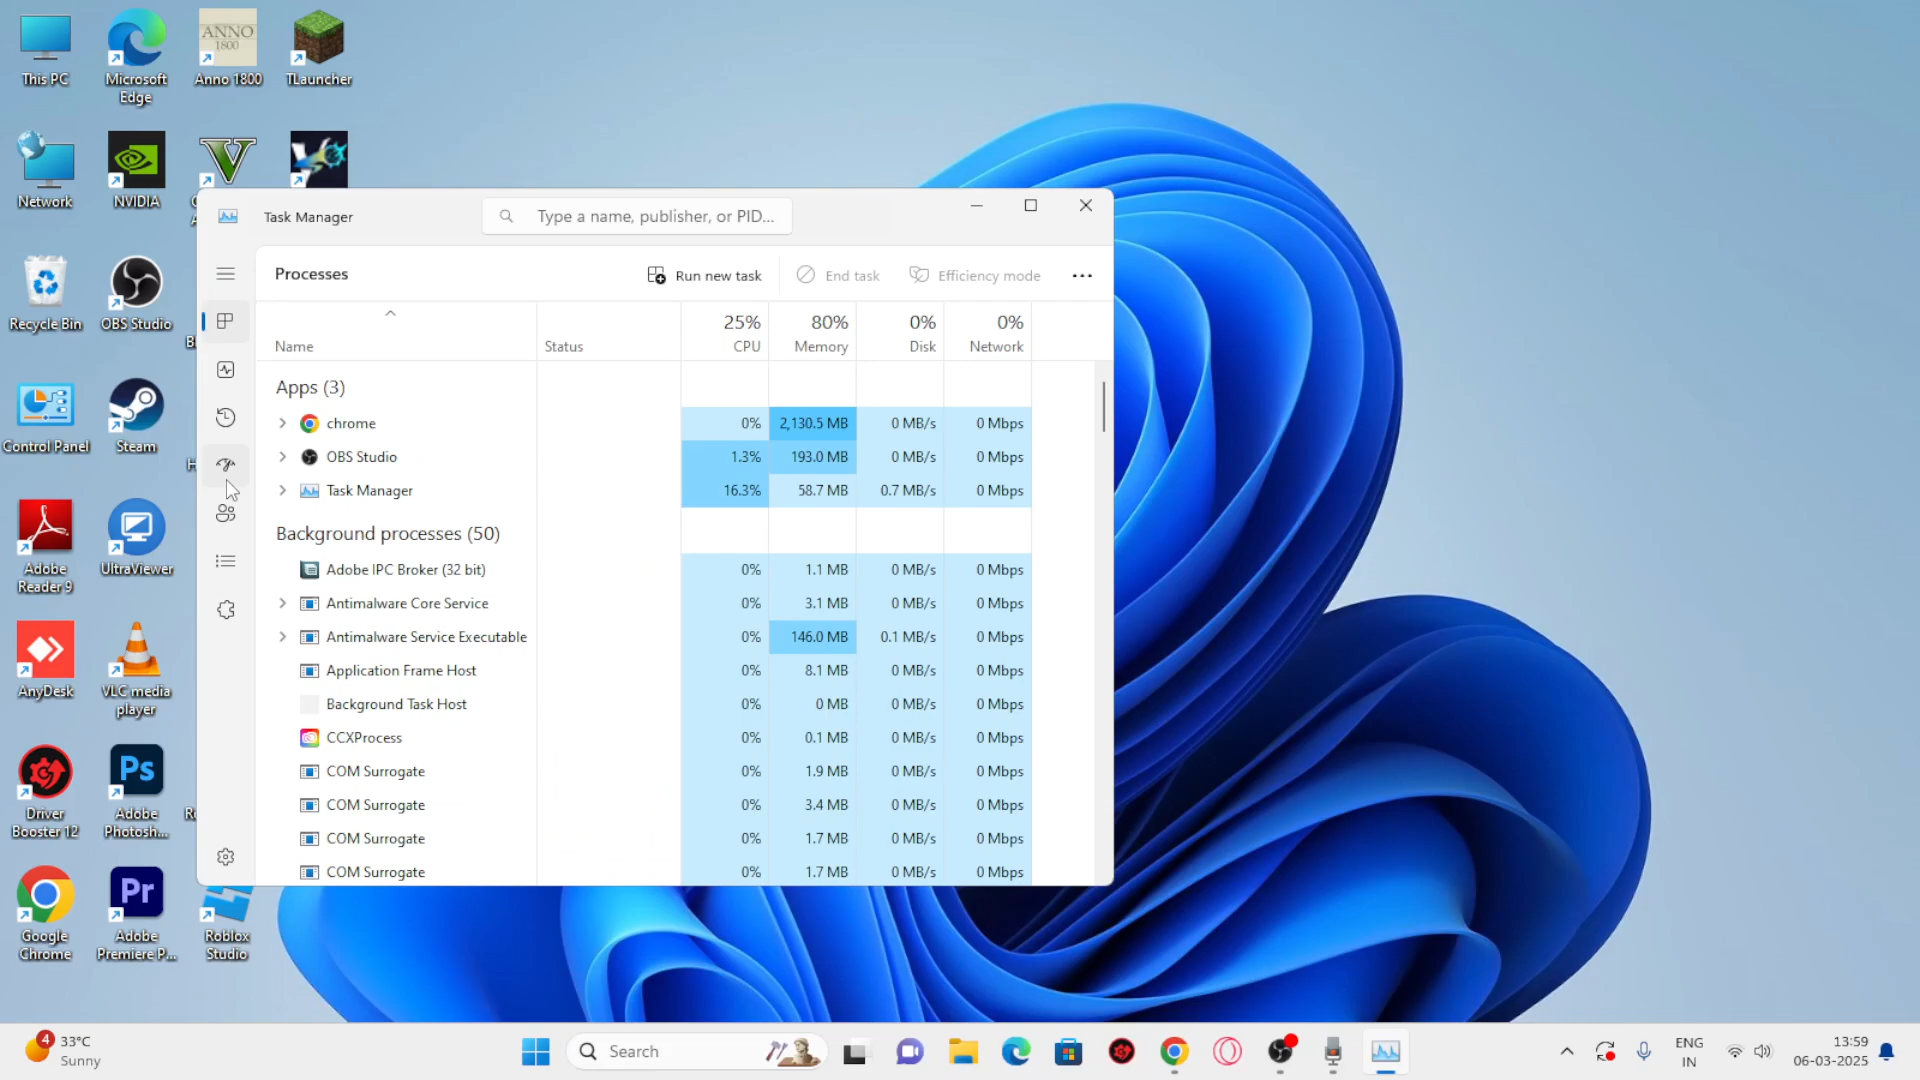 This PC
Microsoft
Edge
ANNO
1800
Anno 1800
TLauncher
Network
NVIDIA
Recycle Bin
OBS Studio
Control Panel
Steam
Adobe
Reader 9
UltraViewer
AnyDesk
VLC media
player
Driver
Booster 12
Ps
Adobe
Photosh...
Google
Chrome
Pr
Adobe
Premiere P...
Roblox
Studio
Task Manager
Type a name, publisher, or PID...
Processes
Run new task
End task
Efficiency mode
Name
Status
25%
CPU
80%
Memory
0%
Disk
0%
Network
Apps (3)
chrome 0% 2,130.5 MB 0 MB/s 0 Mbps
OBS Studio 1.3% 193.0 MB 0 MB/s 0 Mbps
Task Manager 16.3% 58.7 MB 0.7 MB/s 0 Mbps
Background processes (50)
Adobe IPC Broker (32 bit) 0% 1.1 MB 0 MB/s 0 Mbps
Antimalware Core Service 0% 3.1 MB 0 MB/s 0 Mbps
Antimalware Service Executable 0% 146.0 MB 0.1 MB/s 0 Mbps
Application Frame Host 0% 8.1 MB 0 MB/s 0 Mbps
Background Task Host 0% 0 MB 0 MB/s 0 Mbps
CCXProcess 0% 0.1 MB 0 MB/s 0 Mbps
COM Surrogate 0% 1.9 MB 0 MB/s 0 Mbps
COM Surrogate 0% 3.4 MB 0 MB/s 0 Mbps
COM Surrogate 0% 1.7 MB 0 MB/s 0 Mbps
COM Surrogate 0% 1.7 MB 0 MB/s 0 Mbps
4
33°C
Sunny
Search
ENG
IN
13:59
06-03-2025